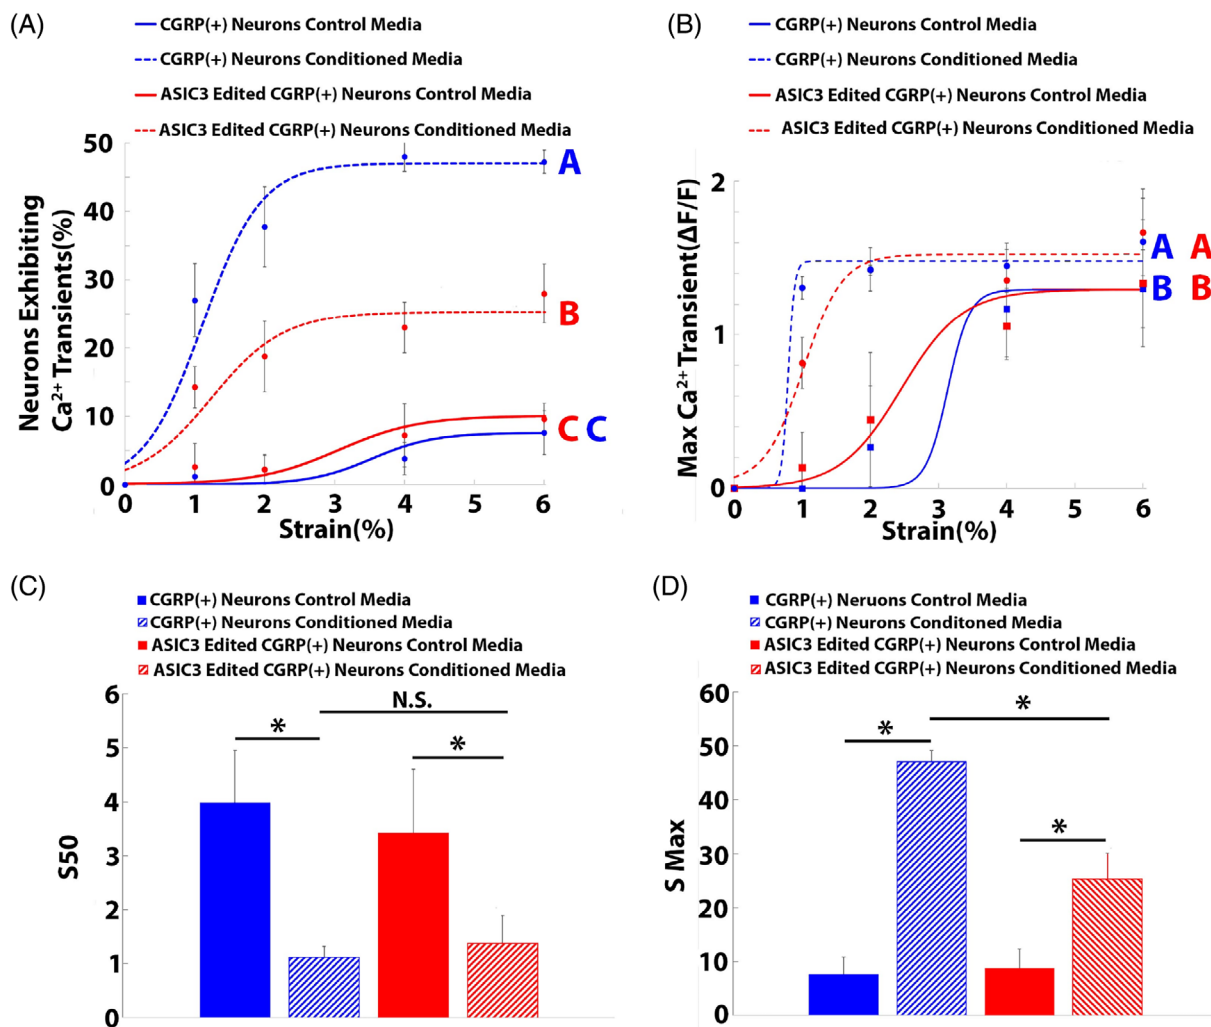 (A)
CGRP(+) Neurons Control Media
CGRP(+) Neurons Conditioned Media
ASIC3 Edited CGRP(+) Neurons Control Media
ASIC3 Edited CGRP(+) Neurons Conditioned Media
Neurons Exhibiting
Ca²⁺ Transients(%)
50
40
30
20
10
0
0 1 2 3 4 5 6
Strain(%)
A
B
C C
(B)
CGRP(+) Neurons Control Media
CGRP(+) Neurons Conditioned Media
ASIC3 Edited CGRP(+) Neurons Control Media
ASIC3 Edited CGRP(+) Neurons Conditioned Media
Max Ca²⁺ Transient(ΔF/F)
2
1
0
0 1 2 3 4 5 6
Strain(%)
A A
B B
(C)
CGRP(+) Neurons Control Media
CGRP(+) Neurons Conditioned Media
ASIC3 Edited CGRP(+) Neurons Control Media
ASIC3 Edited CGRP(+) Neurons Conditioned Media
S50
6
5
4
3
2
1
0
*
N.S.
*
(D)
CGRP(+) Neruons Control Media
CGRP(+) Neurons Conditoned Media
ASIC3 Edited CGRP(+) Neurons Control Media
ASIC3 Edited CGRP(+) Neurons Conditioned Media
S Max
60
50
40
30
20
10
0
*
*
*